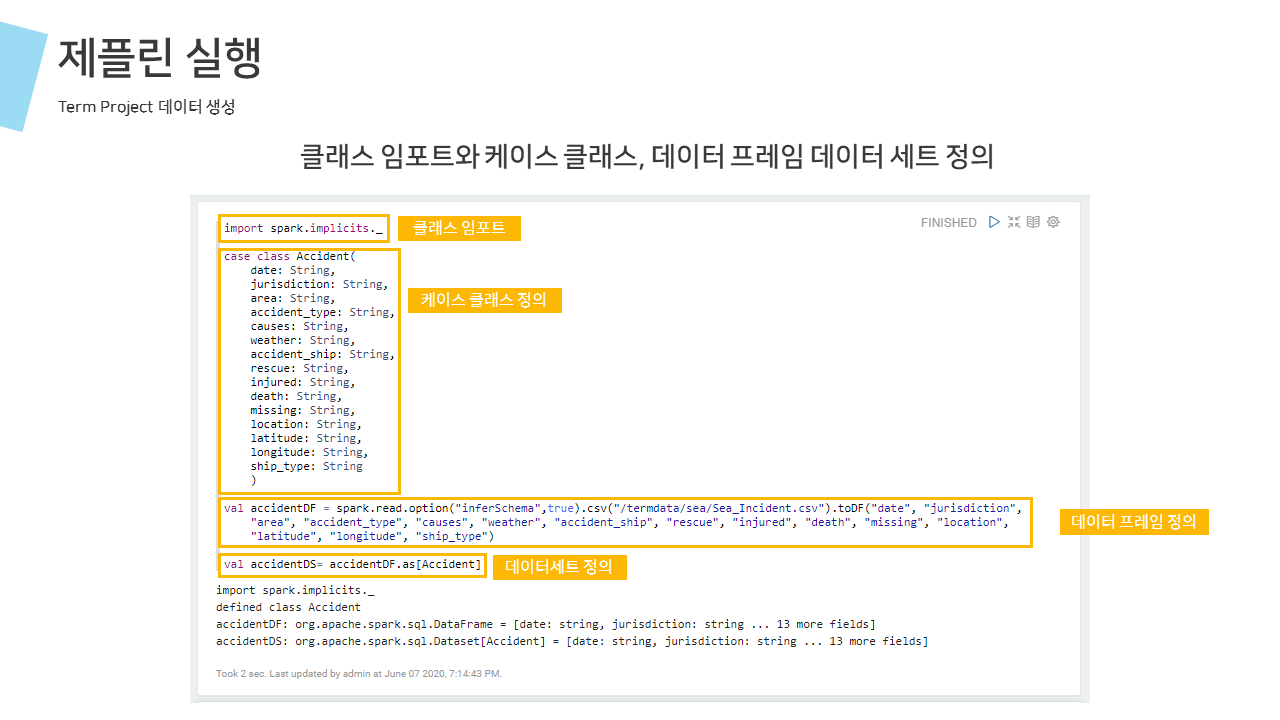 제플린 실행
Term Project 데이터 생성
클래스 임포트와 케이스 클래스, 데이터 프레임 데이터 세트 정의
import spark.implicits._
클래스 임포트
FINISHED
case class Accident(
date: String,
jurisdiction: String,
area: String,
accident_type: String,
causes: String,
weather: String,
accident_ship: String,
rescue: String,
injured: String,
death: String,
missing: String,
location: String,
latitude: String,
longitude: String,
ship_type: String
)
케이스 클래스 정의
val accidentDF = spark.read.option("inferSchema",true).csv("/termdata/sea/Sea_Incident.csv").toDF("date", "jurisdiction",
"area", "accident_type", "causes", "weather", "accident_ship", "rescue", "injured", "death", "missing", "location",
"latitude", "longitude", "ship_type")
데이터 프레임 정의
val accidentDS= accidentDF.as[Accident]
데이터세트 정의
import spark.implicits._
defined class Accident
accidentDF: org.apache.spark.sql.DataFrame = [date: string, jurisdiction: string ... 13 more fields]
accidentDS: org.apache.spark.sql.Dataset[Accident] = [date: string, jurisdiction: string ... 13 more fields]
Took 2 sec. Last updated by admin at June 07 2020, 7:14:43 PM.